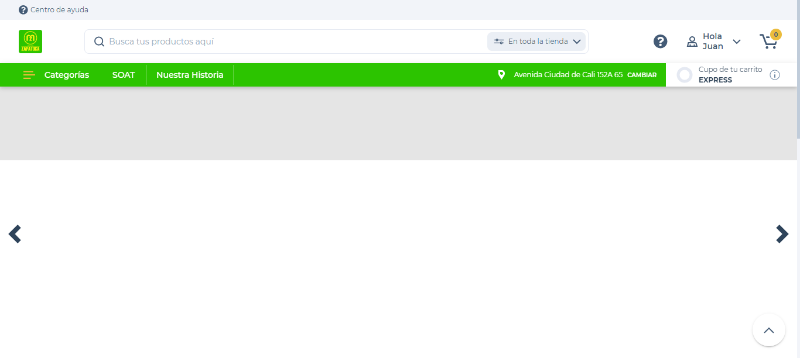 Centro de ayuda
Busca tus productos aquí
En toda la tienda
Hola
Juan
0
Categorías
SOAT
Nuestra Historia
Avenida Ciudad de Cali 152A 65 CAMBIAR
Cupo de tu carrito
EXPRESS